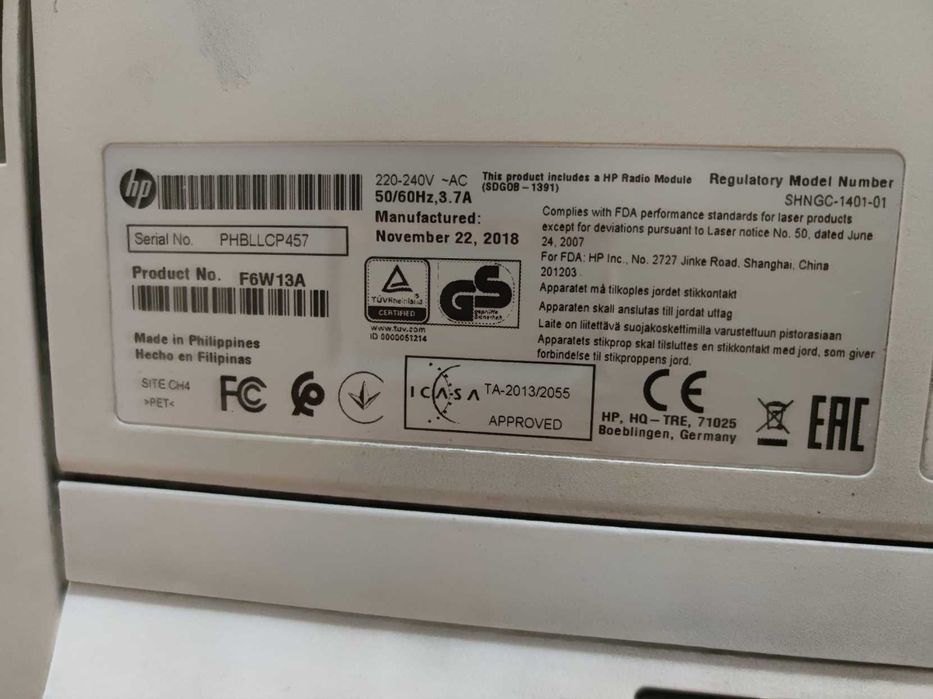 hp
220-240V ~AC
50/60Hz,3.7A
Manufactured:
November 22, 2018
This product includes a HP Radio Module
(SDGOB-1391)
Regulatory Model Number
SHNGC-1401-01
Serial No. PHBLLCP457
Product No. F6W13A
Made in Philippines
Hecho en Filipinas
SITE CH4
>PET<
TÜVRheinland
CERTIFIED
GS
geprüfte
Sicherheit
www.tuv.com
ID 0000051214
Complies with FDA performance standards for laser products
except for deviations pursuant to Laser notice No. 50, dated June
24, 2007
For FDA: HP Inc., No. 2727 Jinke Road, Shanghai, China
201203
Apparatet må tilkoples jordet stikkontakt
Apparaten skall anslutas till jordat uttag
Laite on liitettävä suojakoskettimilla varustettuun pistorasiaan
Apparatets stikprop skal tilsluttes en stikkontakt med jord, som giver
forbindelse til stikproppens jord.
FC
ICASA TA-2013/2055
APPROVED
CE
HP, HQ-TRE, 71025
Boeblingen, Germany
EAC